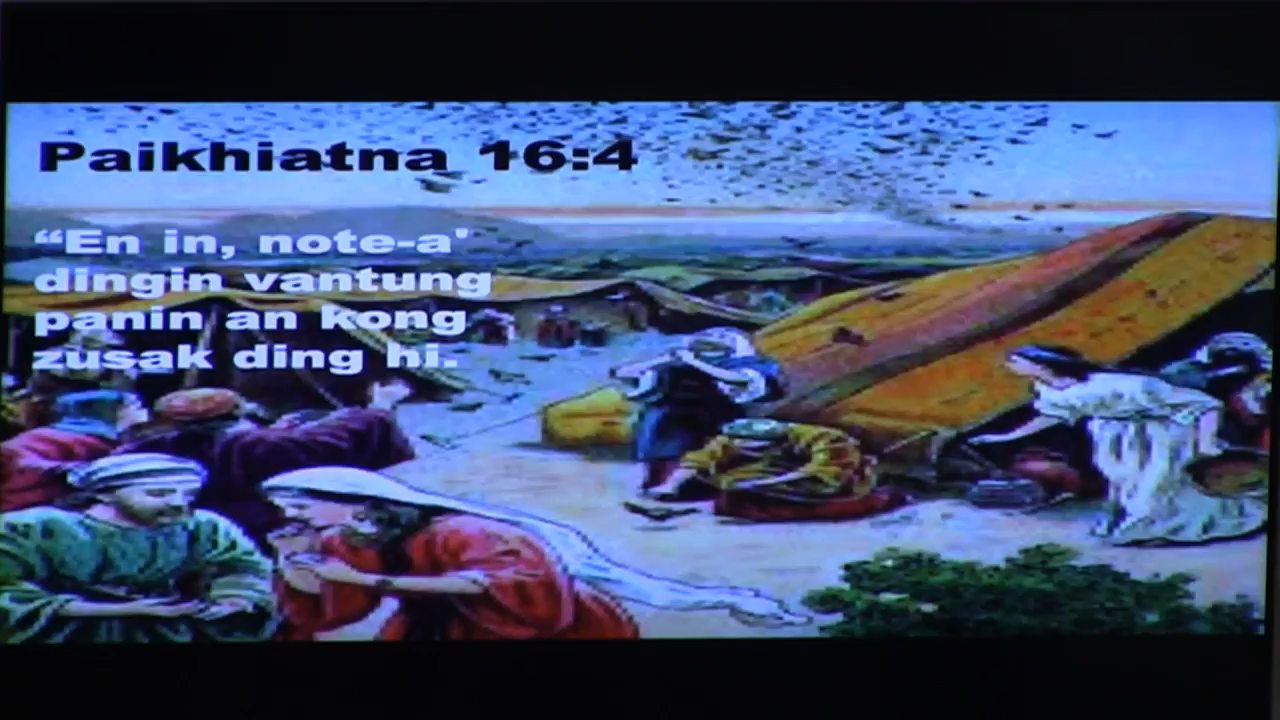 Paikhiatna 16:4
“En in, note-a'
dingin vantung
panin an kong
zusak ding hi.